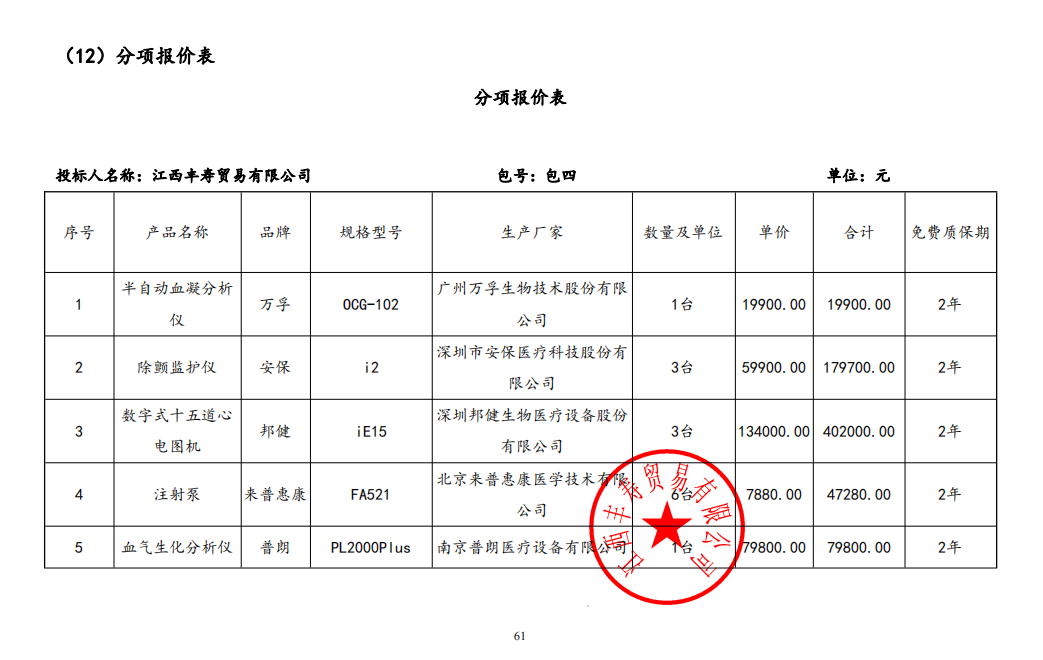 （12）分项报价表
分项报价表
投标人名称：江西丰寿贸易有限公司 包号：包四 单位：元
序号 产品名称 品牌 规格型号 生产厂家 数量及单位 单价 合计 免费质保期
1 半自动血凝分析仪 万孚 OCG-102 广州万孚生物技术股份有限公司 1台 19900.00 19900.00 2年
2 除颤监护仪 安保 i2 深圳市安保医疗科技股份有限公司 3台 59900.00 179700.00 2年
3 数字式十五道心电图机 邦健 iE15 深圳邦健生物医疗设备股份有限公司 3台 134000.00 402000.00 2年
4 注射泵 来普惠康 FA521 北京来普惠康医学技术有限公司 6台 7880.00 47280.00 2年
5 血气生化分析仪 普朗 PL2000Plus 南京普朗医疗设备有限公司 1台 79800.00 79800.00 2年
江西丰寿贸易有限公司
61